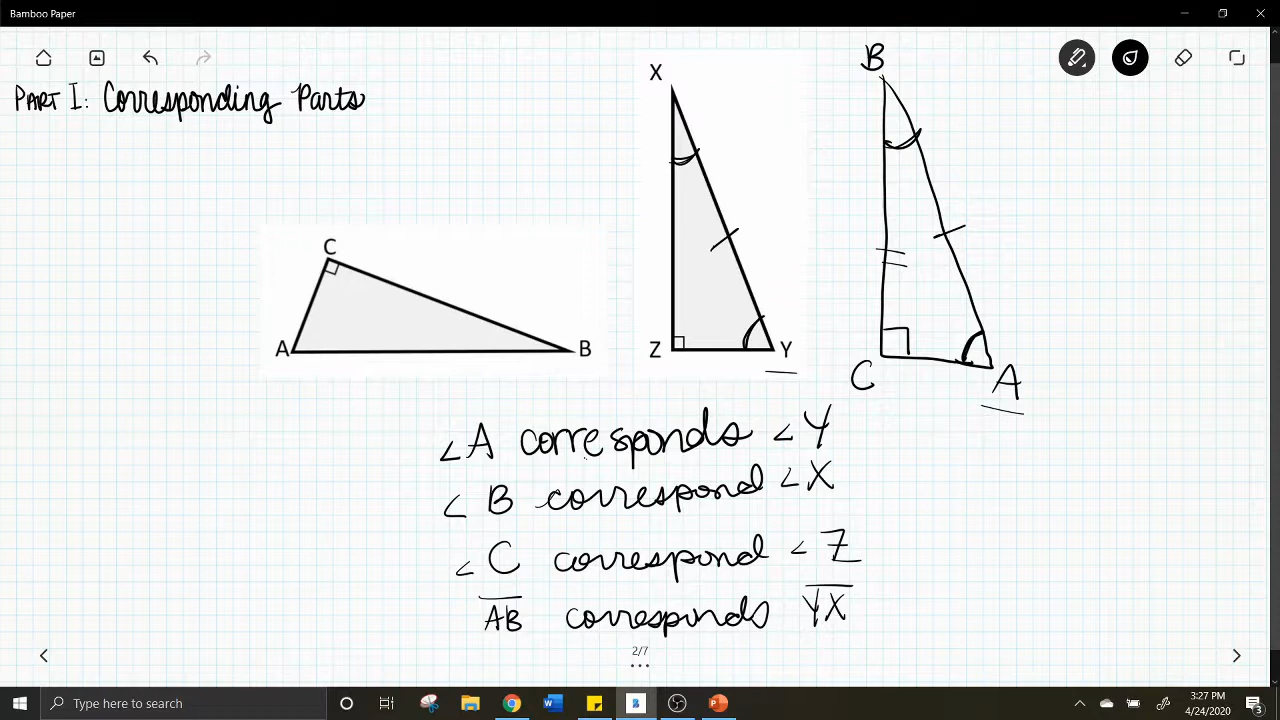 Bamboo Paper
PART I: Corresponding Parts
X
B
C
A
B
Z
Y
C
A
∠A corresponds ∠Y
∠B correspond ∠X
∠C correspond ∠Z
AB corresponds YX
2/7
Type here to search
3:27 PM
4/24/2020
3